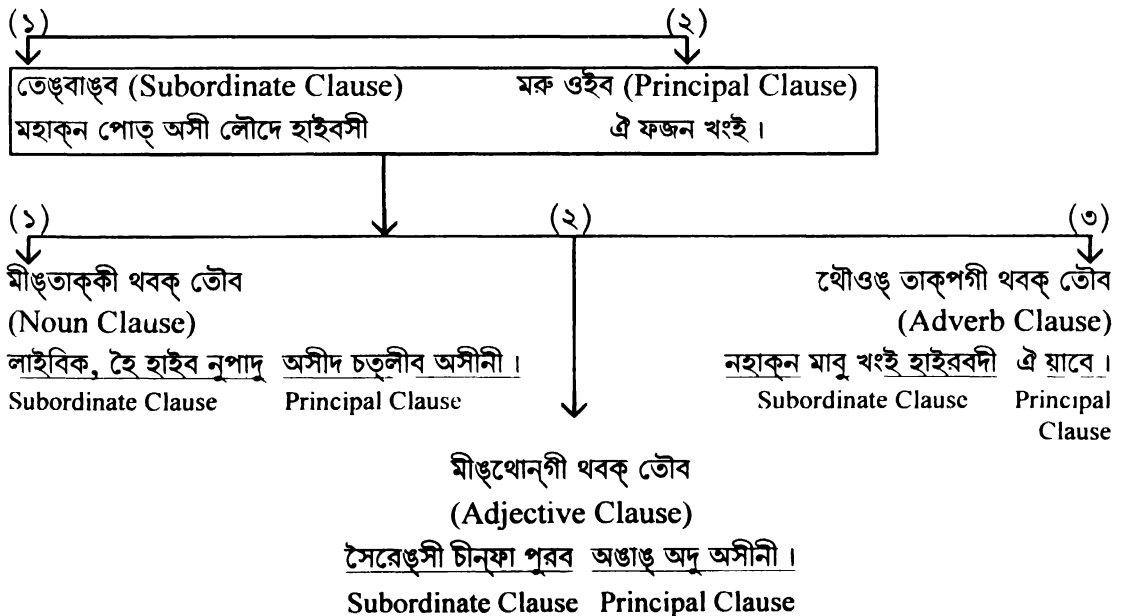 (১) (২)
তেঙ্‌বাঙ্‌ব (Subordinate Clause) মরু ওইব (Principal Clause)
মহাক্‌ন পোত্‌ অসী লৌদে হাইবসী ঐ ফজন খংই ।
(১) (২) (৩)
মীঙ্‌তাক্‌কী থবক্‌ তৌব
(Noun Clause)
লাইবিক, হৈ হাইব নুপাদু অসীদ চত্‌লীব অসীনী ।
Subordinate Clause Principal Clause
থৌওঙ্‌ তাক্‌পগী থবক্‌ তৌব
(Adverb Clause)
নহাক্‌ন মাবু খংই হাইরবদী ঐ য়াবে ।
Subordinate Clause Principal
Clause
মীঙ্‌থোন্‌গী থবক্‌ তৌব
(Adjective Clause)
সৈরেঙ্‌সী চীন্‌ফা পুরব অঙাঙ্‌ অদু অসীনী ।
Subordinate Clause Principal Clause